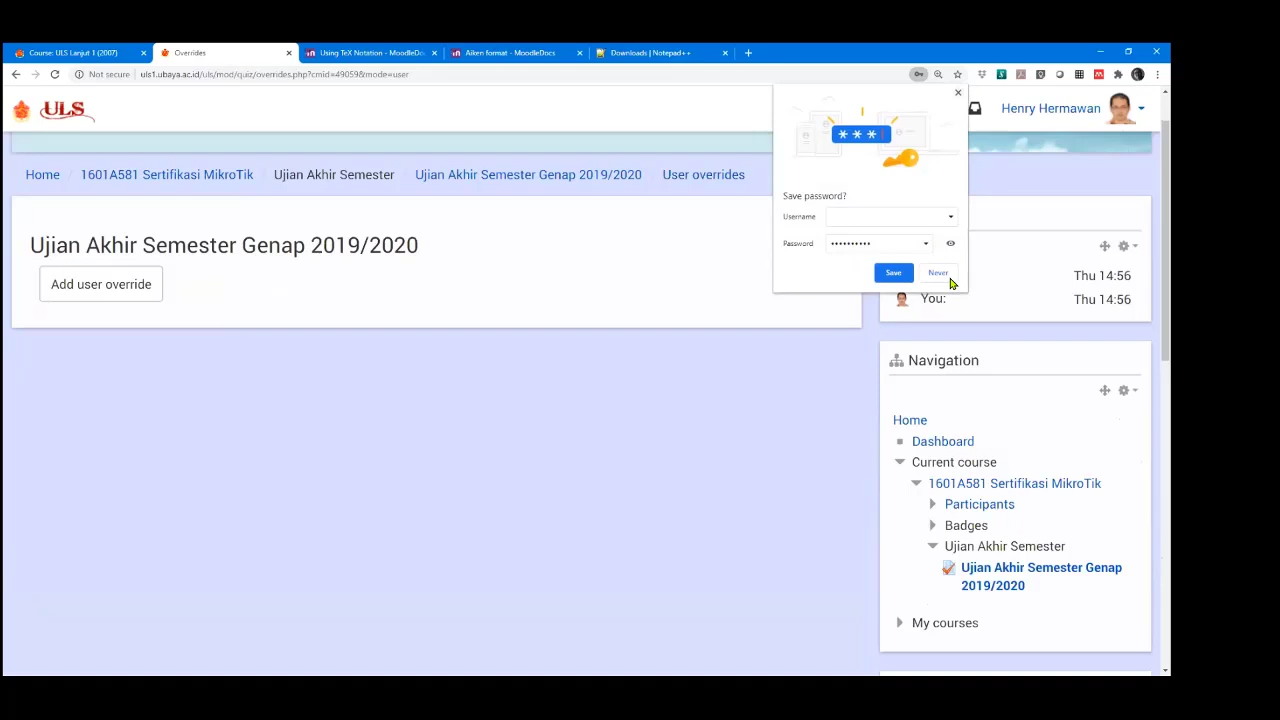 Course: ULS Lanjut 1 (2007)
Overrides
Using TeX Notation - MoodleDoc
Aiken format - MoodleDocs
Downloads | Notepad++
Not secure
uls1.ubaya.ac.id/uls/mod/quiz/overrides.php?cmid=49059&mode=user
ULS
Henry Hermawan
Home
1601A581 Sertifikasi MikroTik
Ujian Akhir Semester
Ujian Akhir Semester Genap 2019/2020
User overrides
Save password?
Username
Password
Save
Never
Ujian Akhir Semester Genap 2019/2020
Add user override
Thu 14:56
You:
Thu 14:56
Navigation
Home
Dashboard
Current course
1601A581 Sertifikasi MikroTik
Participants
Badges
Ujian Akhir Semester
Ujian Akhir Semester Genap
2019/2020
My courses